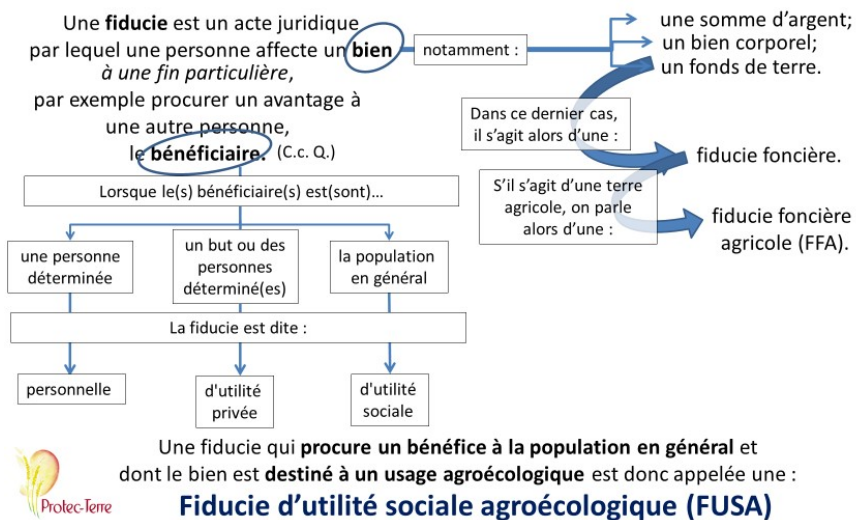 Une fiducie est un acte juridique
par lequel une personne affecte un bien
à une fin particulière,
par exemple procurer un avantage à
une autre personne,
le bénéficiaire. (C.c. Q.)
notamment :
une somme d'argent;
un bien corporel;
un fonds de terre.
Dans ce dernier cas,
il s'agit alors d'une :
fiducie foncière.
S'il s'agit d'une terre
agricole, on parle
alors d'une :
fiducie foncière
agricole (FFA).
Lorsque le(s) bénéficiaire(s) est(sont)…
une personne
déterminée
un but ou des
personnes
déterminé(es)
la population
en général
La fiducie est dite :
personnelle
d'utilité
privée
d'utilité
sociale
Une fiducie qui procure un bénéfice à la population en général et
dont le bien est destiné à un usage agroécologique est donc appelée une :
Fiducie d'utilité sociale agroécologique (FUSA)
Protec-Terre